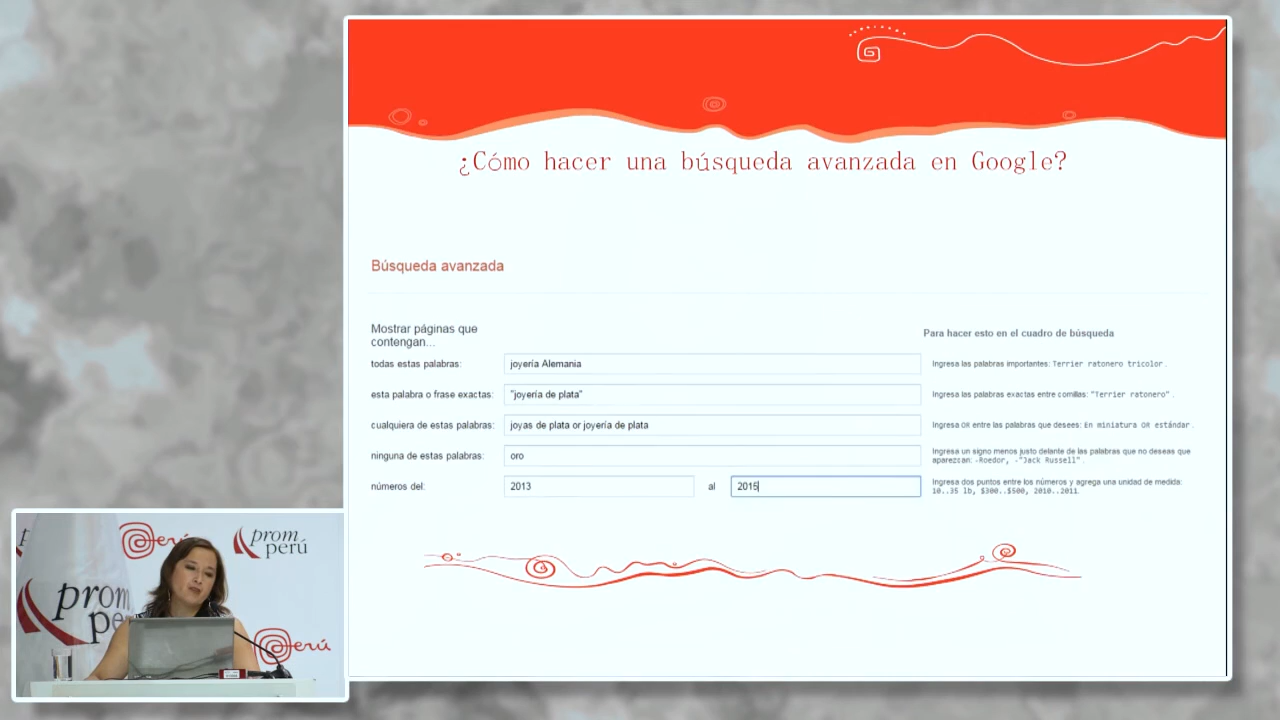 ¿Cómo hacer una búsqueda avanzada en Google?
Búsqueda avanzada
Mostrar páginas que
contengan...
Para hacer esto en el cuadro de búsqueda
todas estas palabras:
joyería Alemania
Ingresa las palabras importantes: Terrier ratonero tricolor .
esta palabra o frase exactas:
"joyería de plata"
Ingresa las palabras exactas entre comillas: "Terrier ratonero" .
cualquiera de estas palabras:
joyas de plata or joyería de plata
Ingresa OR entre las palabras que desees: En miniatura OR estándar .
ninguna de estas palabras:
oro
Ingresa un signo menos justo delante de las palabras que no deseas que
aparezcan: -Roedor, -"Jack Russell" .
números del:
2013
al
2015
Ingresa dos puntos entre los números y agrega una unidad de medida:
10..35 lb, $300..$500, 2010..2011.
Perú
prom
perú
prom
pe
Perú